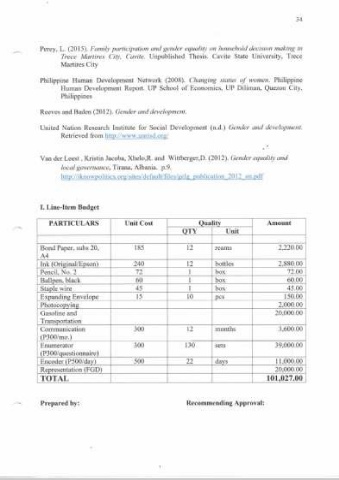 34
Perey, L. (2015). Family participation and gender equality on household decision making in
Trece Martires City, Cavite. Unpublished Thesis. Cavite State University, Trece
Martires City
Philippine Human Development Network (2008). Changing status of women. Philippine
Human Development Report. UP School of Economics, UP Diliman, Quezon City,
Philippines
Reeves and Baden (2012). Gender and development.
United Nation Research Institute for Social Development (n.d.) Gender and development.
Retrieved from http://www.unrisd.org/
Van der Leest , Kristin Jacobs, Xhelo,R. and Wittberger,D. (2012). Gender equality and
local governance, Tirana, Albania. p.9.
http://iknowpolitics.org/sites/default/files/gelg_publication_2012_en.pdf
I. Line-Item Budget
PARTICULARS Unit Cost Quality Amount
QTY Unit
Bond Paper, subs 20, 185 12 reams 2,220.00
A4
Ink (Original/Epson) 240 12 bottles 2,880.00
Pencil, No. 2 72 1 box 72.00
Ballpen, black 60 1 box 60.00
Staple wire 45 1 box 45.00
Expanding Envelope 15 10 pcs 150.00
Photocopying 2,000.00
Gasoline and 20,000.00
Transportation
Communication 300 12 months 3,600.00
(P300/mo.)
Enumerator 300 130 39,000.00
(P300/questionnaire)
Encoder (P500/day) 500 22 days 11,000.00
Representation (FGD) 20,000.00
TOTAL 101,027.00
Prepared by: Recommending Approval: